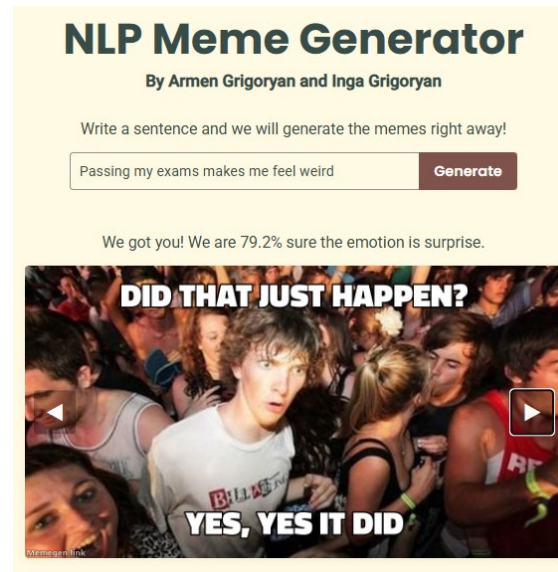 NLP Meme Generator
By Armen Grigoryan and Inga Grigoryan
Write a sentence and we will generate the memes right away!
Passing my exams makes me feel weird
Generate
We got you! We are 79.2% sure the emotion is surprise.
DID THAT JUST HAPPEN?
YES, YES IT DID
Memegen.link